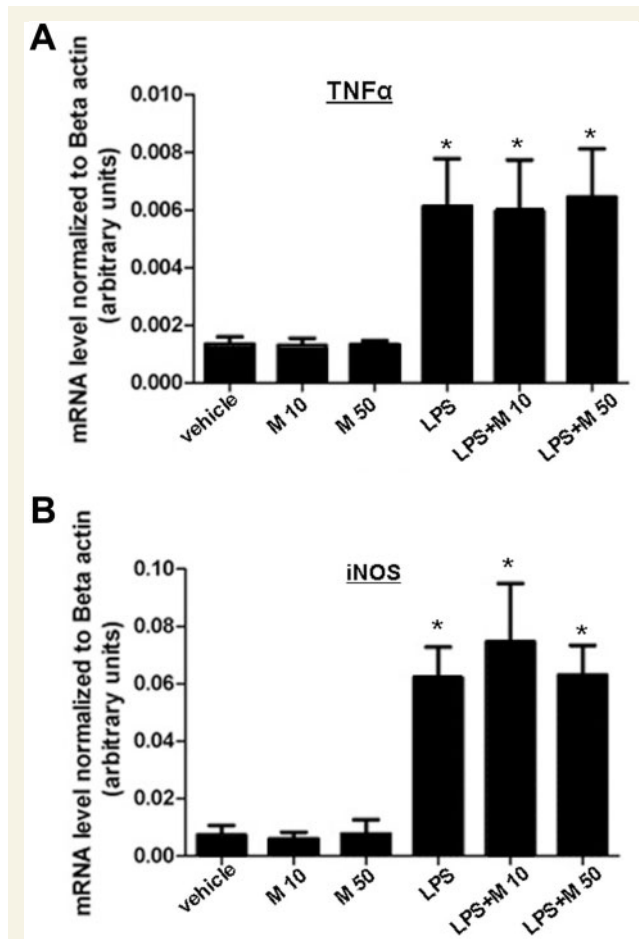 A
TNFα
mRNA level normalized to Beta actin
(arbitrary units)
0.010
0.008
0.006
0.004
0.002
0.000
* * *
vehicle M 10 M 50 LPS LPS+M 10 LPS+M 50
B
iNOS
mRNA level normalized to Beta actin
(arbitrary units)
0.10
0.08
0.06
0.04
0.02
0.00
* * *
vehicle M 10 M 50 LPS LPS+M 10 LPS+M 50